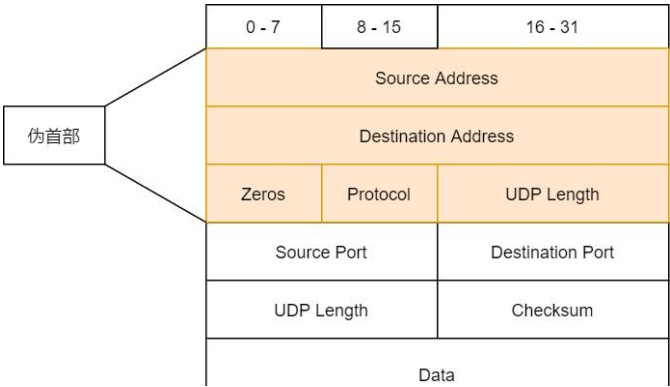 0 - 7 8 - 15 16 - 31
Source Address
伪首部
Destination Address
Zeros Protocol UDP Length
Source Port Destination Port
UDP Length Checksum
Data